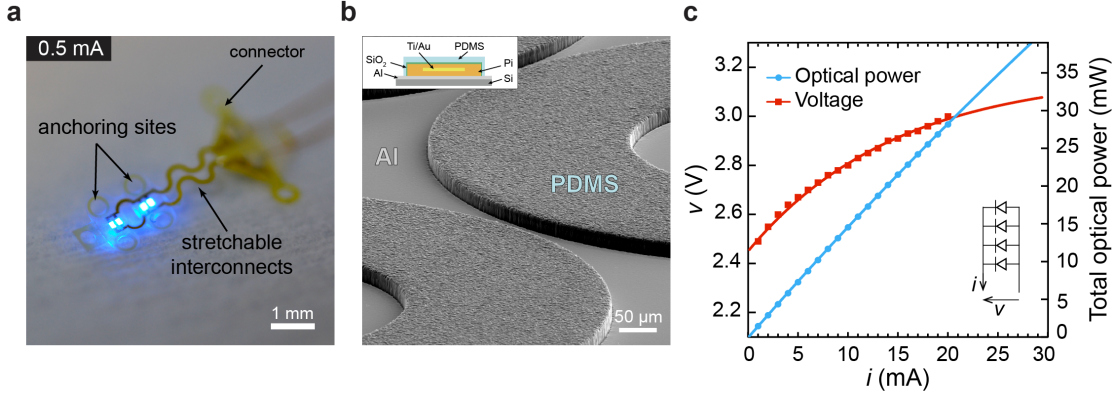 a
0.5 mA
connector
anchoring sites
stretchable
interconnects
1 mm
b
Ti/Au
PDMS
SiO2
Al
Pi
Si
Al
PDMS
50 µm
c
3.2
3.0
2.8
2.6
2.4
2.2
v (V)
Optical power
Voltage
i
v
0
5
10
15
20
25
30
i (mA)
35
30
25
20
15
10
5
0
Total optical power (mW)